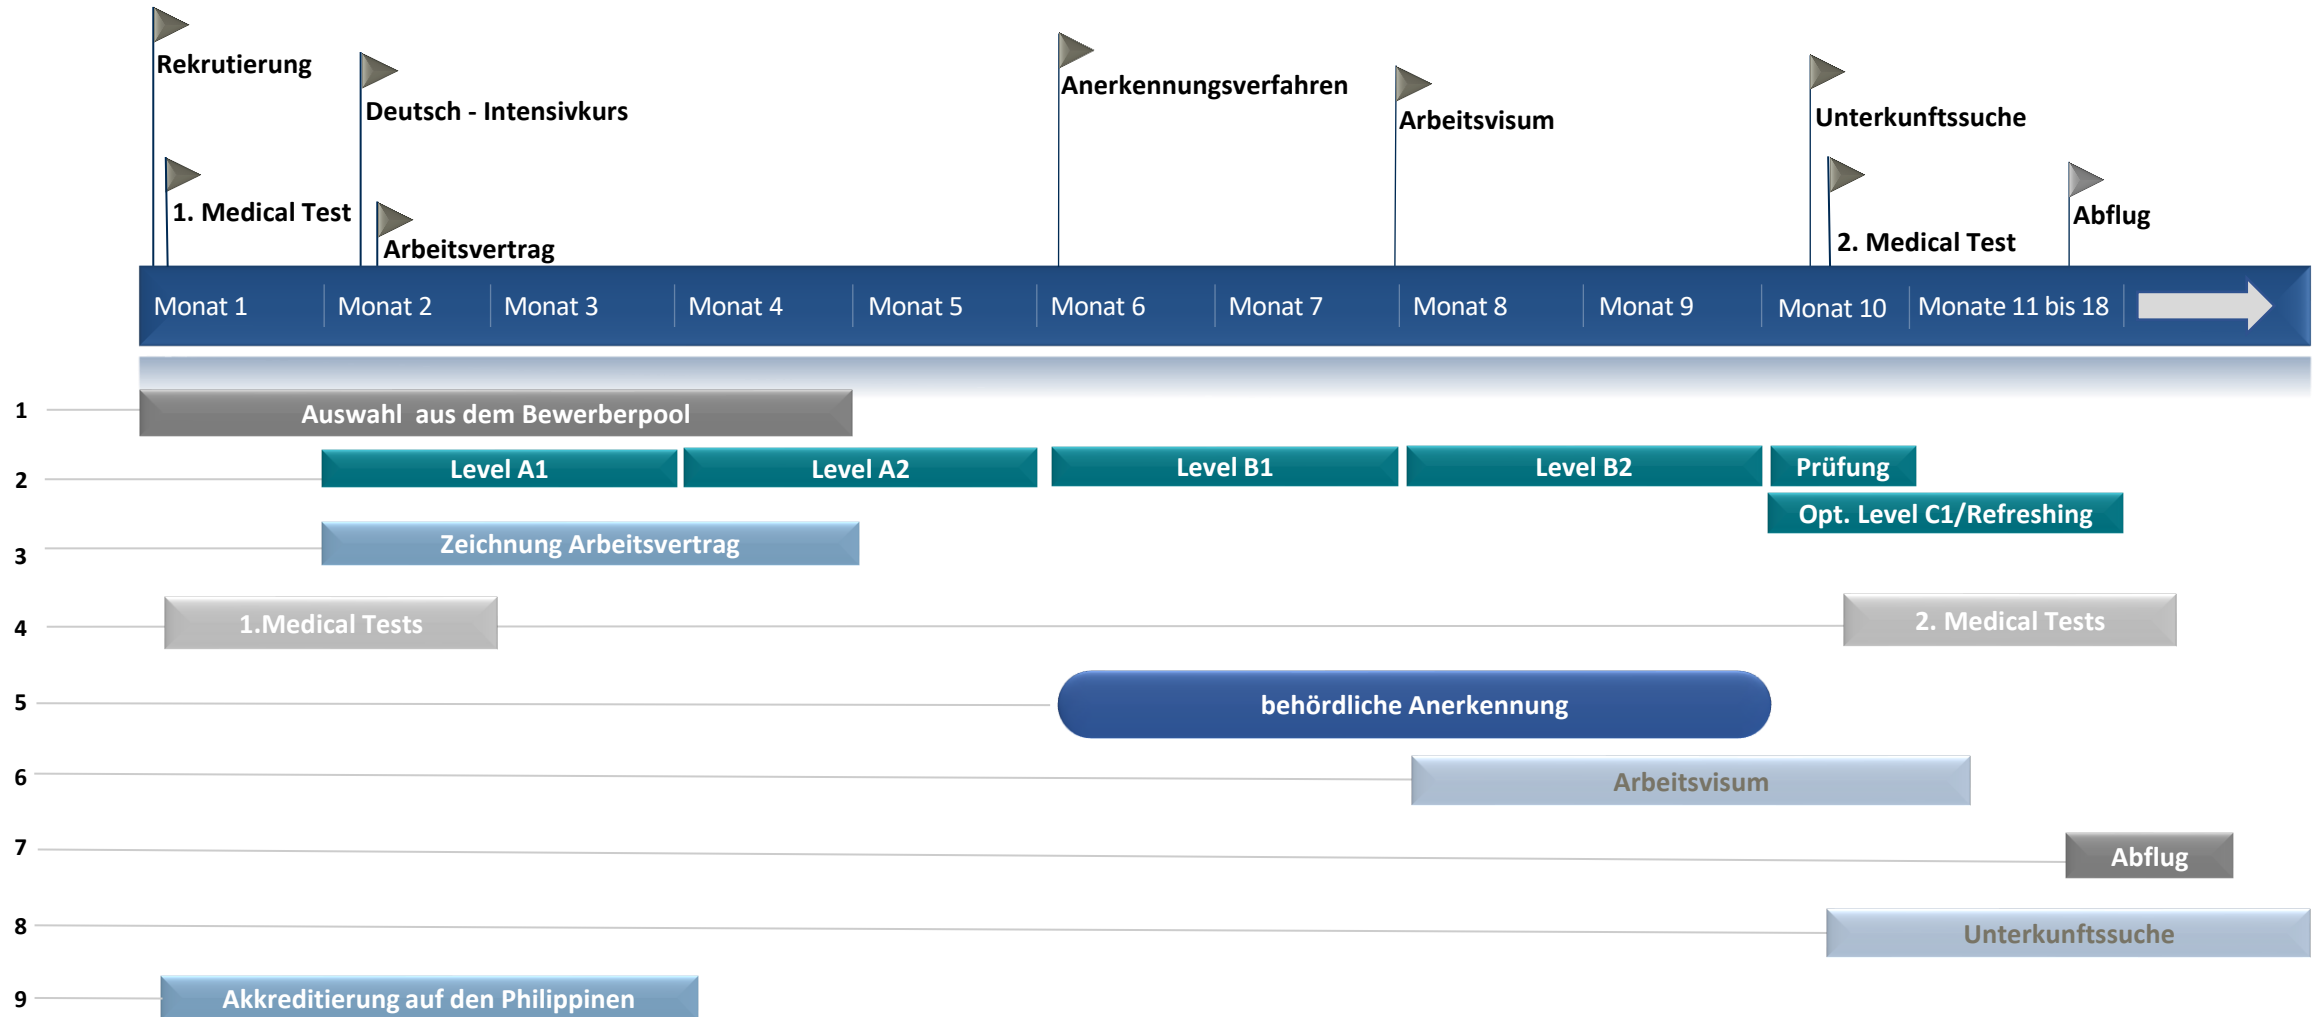 Rekrutierung
Deutsch - Intensivkurs
Anerkennungsverfahren
Arbeitsvisum
Unterkunftssuche
1. Medical Test
Arbeitsvertrag
2. Medical Test
Abflug
Monat 1
Monat 2
Monat 3
Monat 4
Monat 5
Monat 6
Monat 7
Monat 8
Monat 9
Monat 10
Monate 11 bis 18
1
Auswahl aus dem Bewerberpool
2
Level A1
Level A2
Level B1
Level B2
Prüfung
Opt. Level C1/Refreshing
3
Zeichnung Arbeitsvertrag
4
1.Medical Tests
2. Medical Tests
5
behördliche Anerkennung
6
Arbeitsvisum
7
Abflug
8
Unterkunftssuche
9
Akkreditierung auf den Philippinen